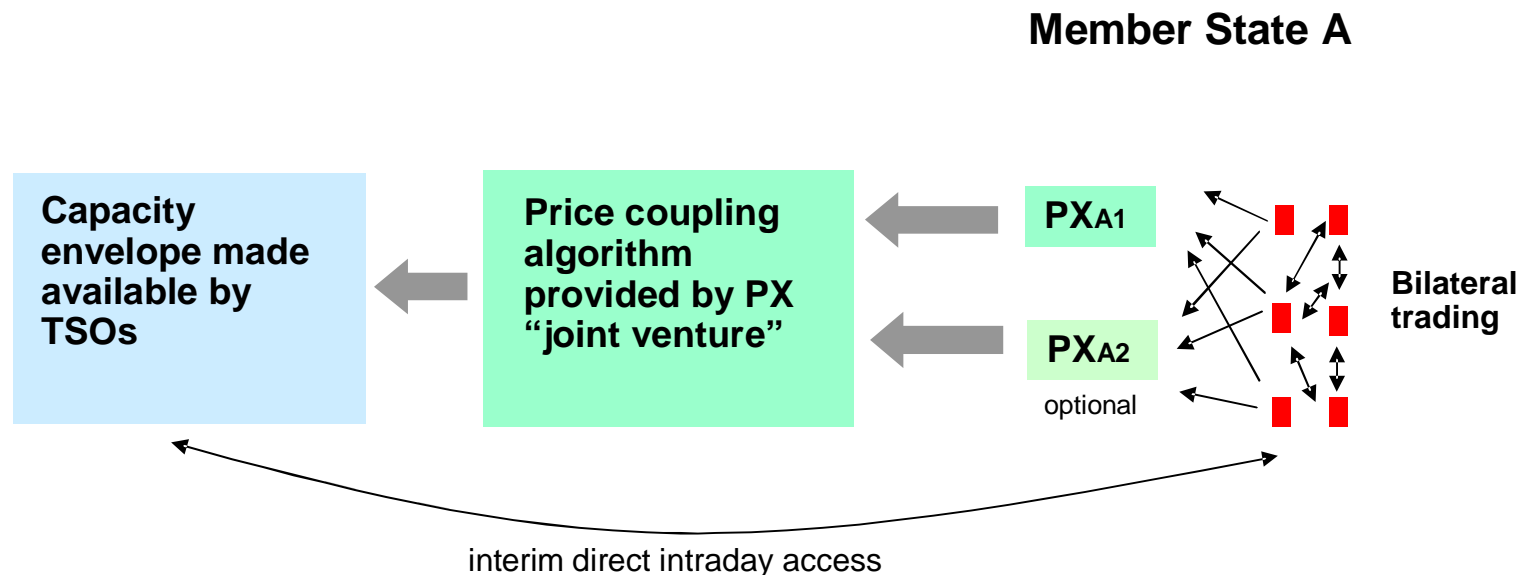 Member State A
Capacity
envelope made
available by
TSOs
Price coupling
algorithm
provided by PX
“joint venture”
PXA1
PXA2
optional
Bilateral
trading
interim direct intraday access